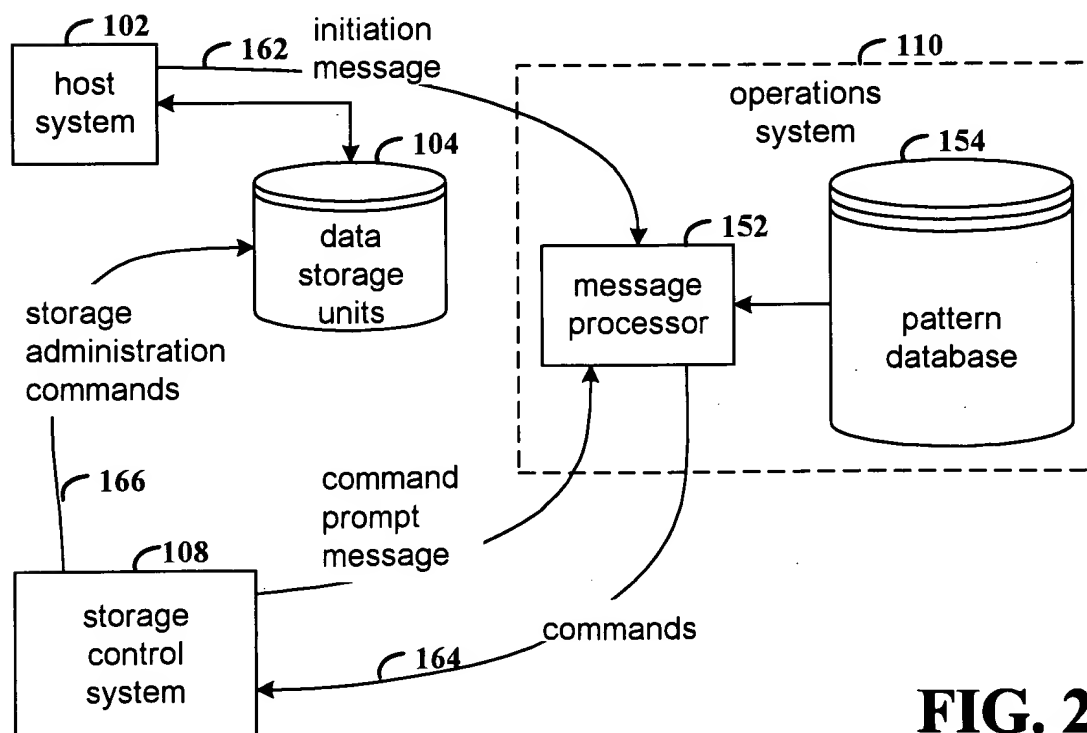 102
host
system
162
initiation
message
110
operations
system
104
data
storage
units
154
pattern
database
152
message
processor
storage
administration
commands
166
command
prompt
message
108
storage
control
system
commands
164
FIG. 2